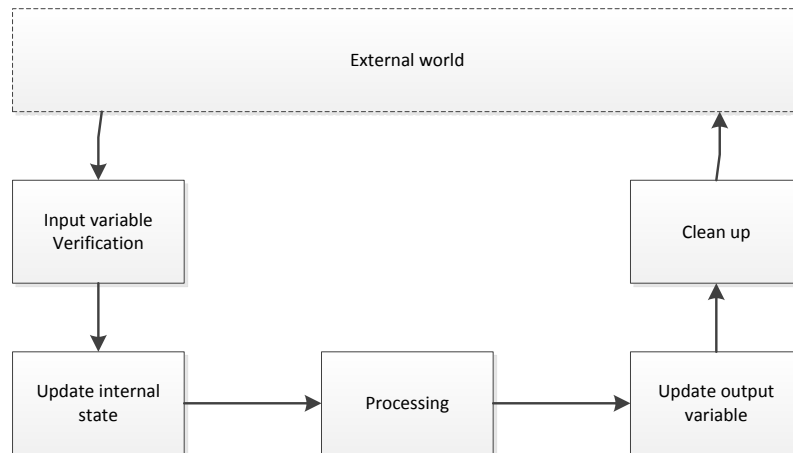 External world
Input variable
Verification
Clean up
Update internal
state
Processing
Update output
variable